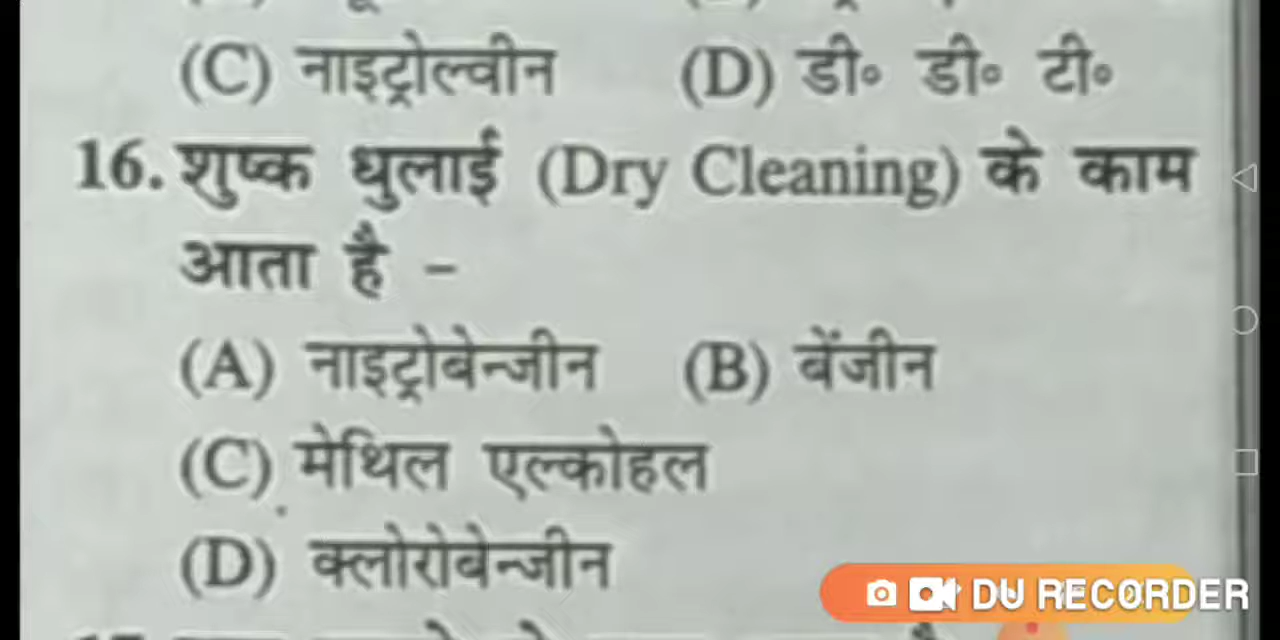 (C) नाइट्रोल्वीन (D) डी॰ डी॰ टी॰
16. शुष्क धुलाई (Dry Cleaning) के काम
आता है –
(A) नाइट्रोबेन्जीन (B) बेंजीन
(C) मेथिल एल्कोहल
(D) क्लोरोबेन्जीन
DU RECORDER